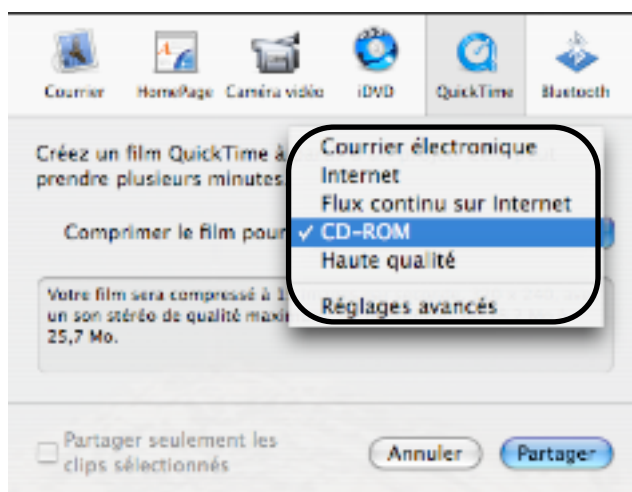 Courrier HomePage Caméra vidéo iDVD QuickTime Bluetooth
Créez un film QuickTime à
Courrier électronique
prendre plusieurs minutes.
Internet
Flux continu sur Internet
Comprimer le film pour ✓ CD-ROM
Haute qualité
Réglages avancés
Votre film sera compressé à 1
un son stéréo de qualité
25,7 Mo.
Partager seulement les
clips sélectionnés
Annuler Partager